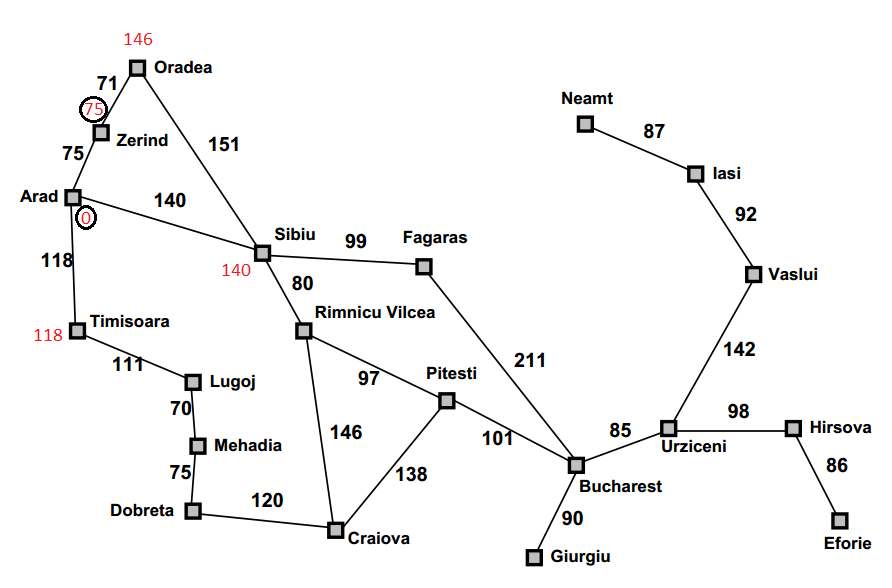 146
Oradea
71
75
Zerind
151
75
Arad
140
0
Sibiu
99
Fagaras
118
80
140
Rimnicu Vilcea
Timisoara
118
111
Lugoj
97
Pitesti
211
70
146
101
Mehadia
138
75
Dobreta
120
Craiova
Neamt
87
Iasi
92
Vaslui
142
98
Hirsova
85
Urziceni
86
Bucharest
90
Eforie
Giurgiu